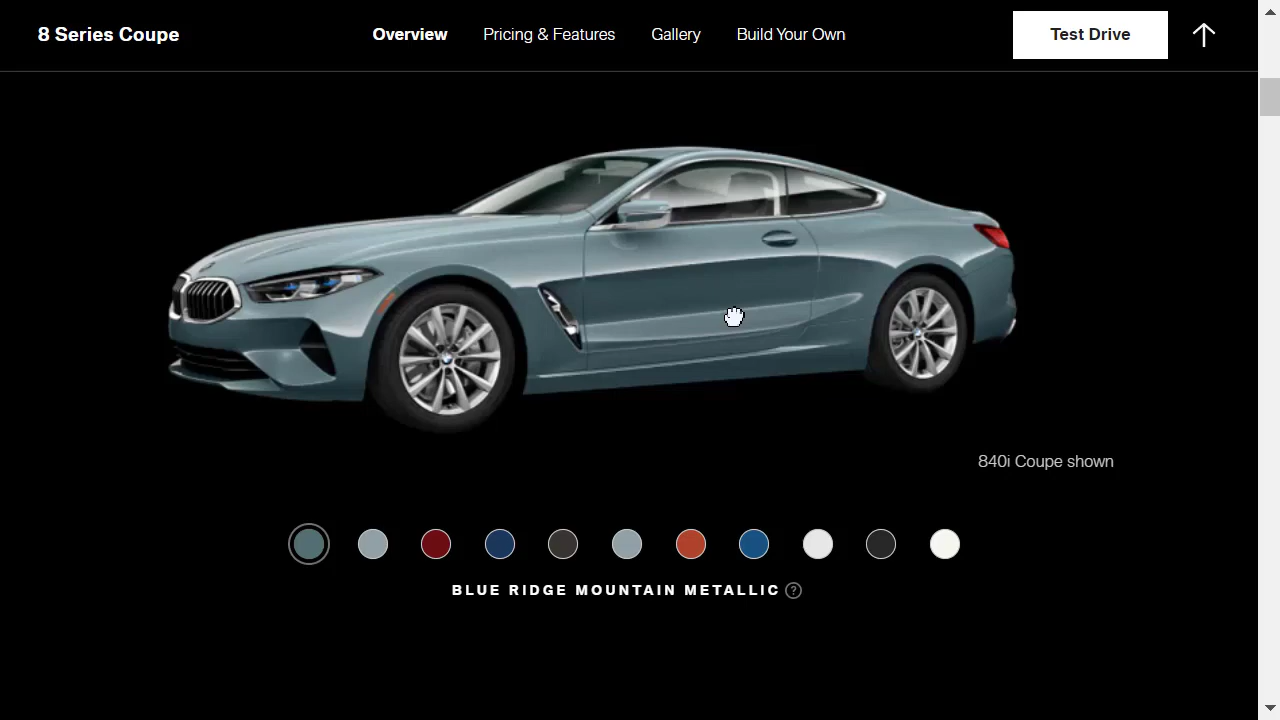 8 Series Coupe
Overview
Pricing & Features
Gallery
Build Your Own
Test Drive
840i Coupe shown
BLUE RIDGE MOUNTAIN METALLIC ?